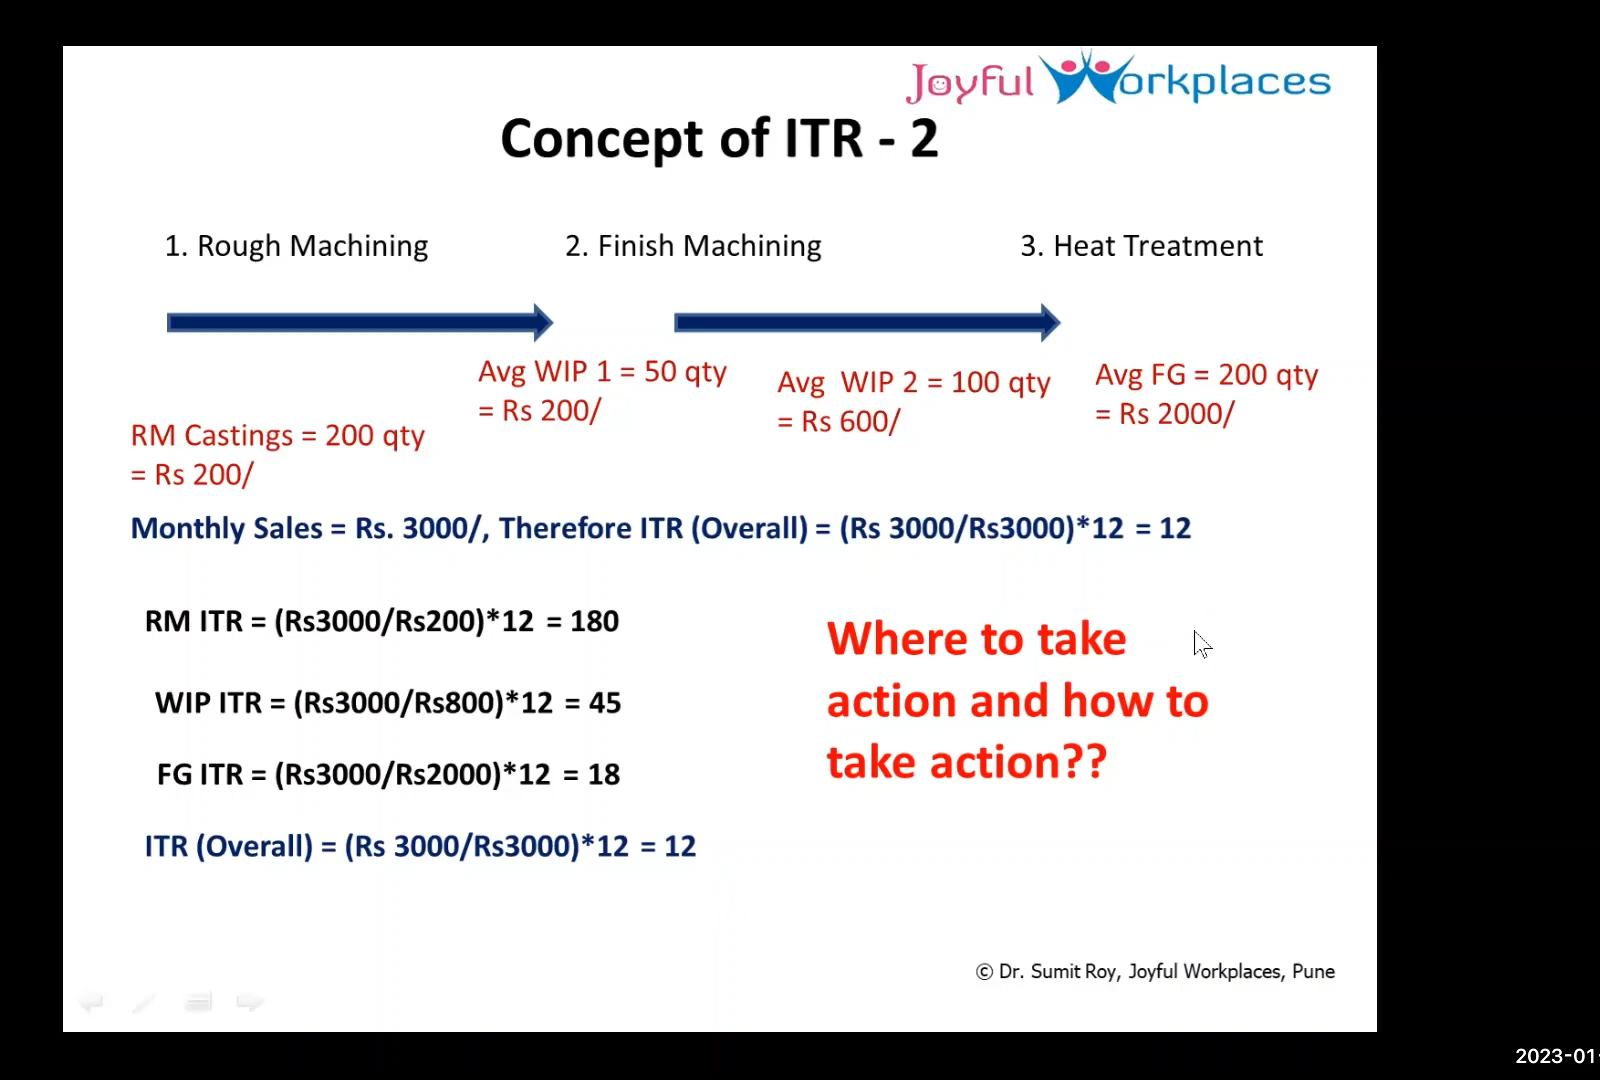 Joyful Workplaces
Concept of ITR - 2
1. Rough Machining
2. Finish Machining
3. Heat Treatment
Avg WIP 1 = 50 qty
= Rs 200/
Avg  WIP 2 = 100 qty
= Rs 600/
Avg FG = 200 qty
= Rs 2000/
RM Castings = 200 qty
= Rs 200/
Monthly Sales = Rs. 3000/, Therefore ITR (Overall) = (Rs 3000/Rs3000)*12 = 12
RM ITR = (Rs3000/Rs200)*12 = 180
WIP ITR = (Rs3000/Rs800)*12 = 45
FG ITR = (Rs3000/Rs2000)*12 = 18
ITR (Overall) = (Rs 3000/Rs3000)*12 = 12
Where to take
action and how to
take action??
© Dr. Sumit Roy, Joyful Workplaces, Pune
2023-01-